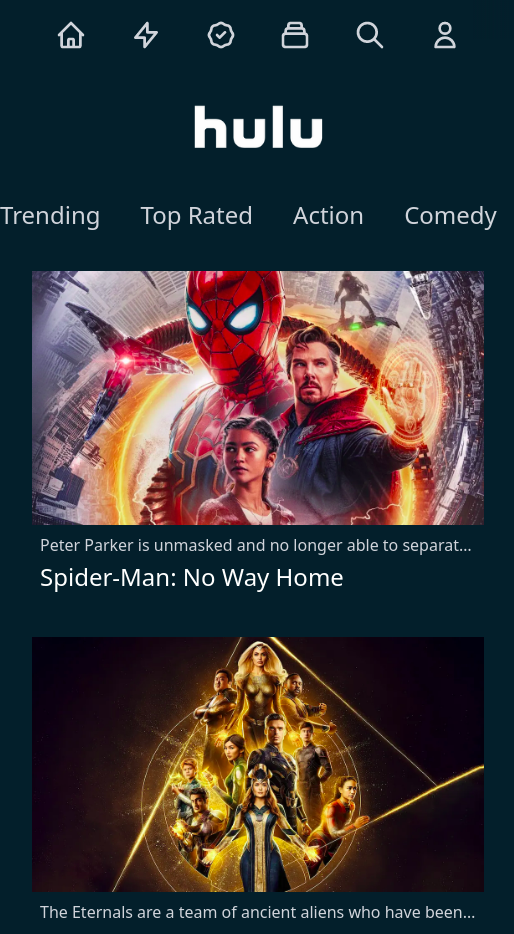 hulu
Trending Top Rated Action Comedy
Peter Parker is unmasked and no longer able to separat...
Spider-Man: No Way Home
The Eternals are a team of ancient aliens who have been...